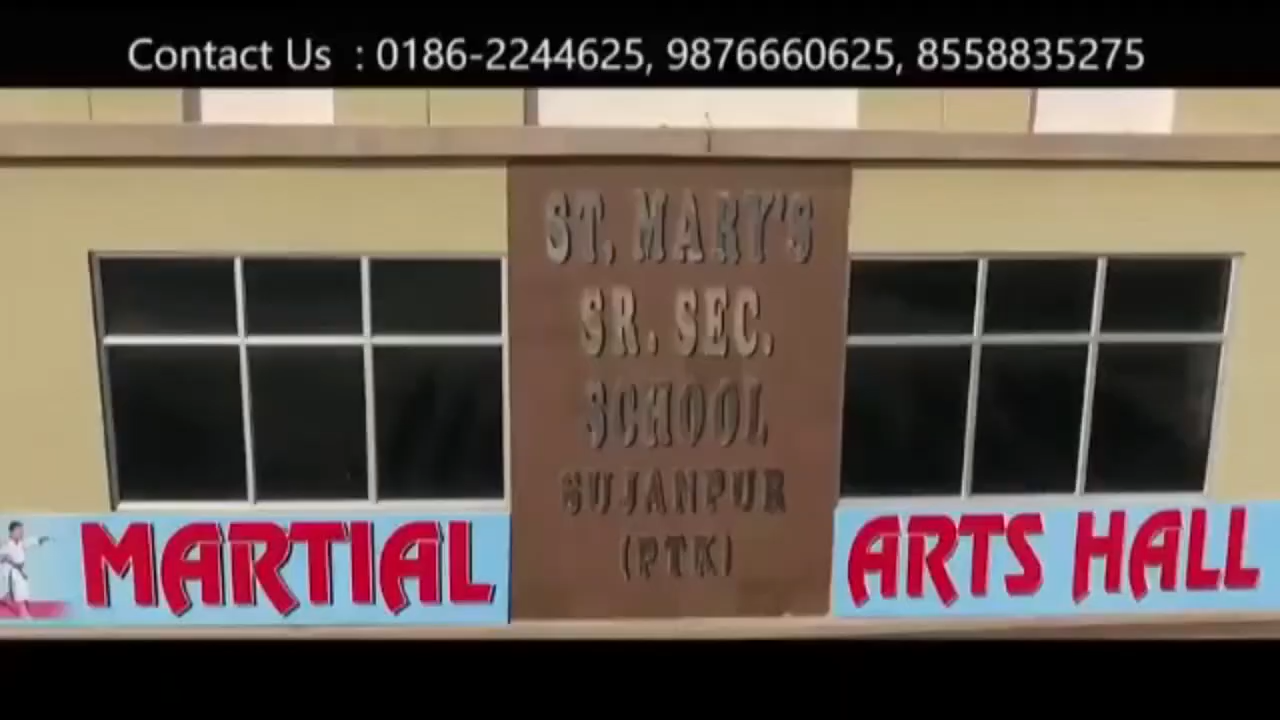 Contact Us : 0186-2244625, 9876660625, 8558835275
ST. MARY'S
SR. SEC.
SCHOOL
SUJANPUR
(PTK)
MARTIAL ARTS HALL